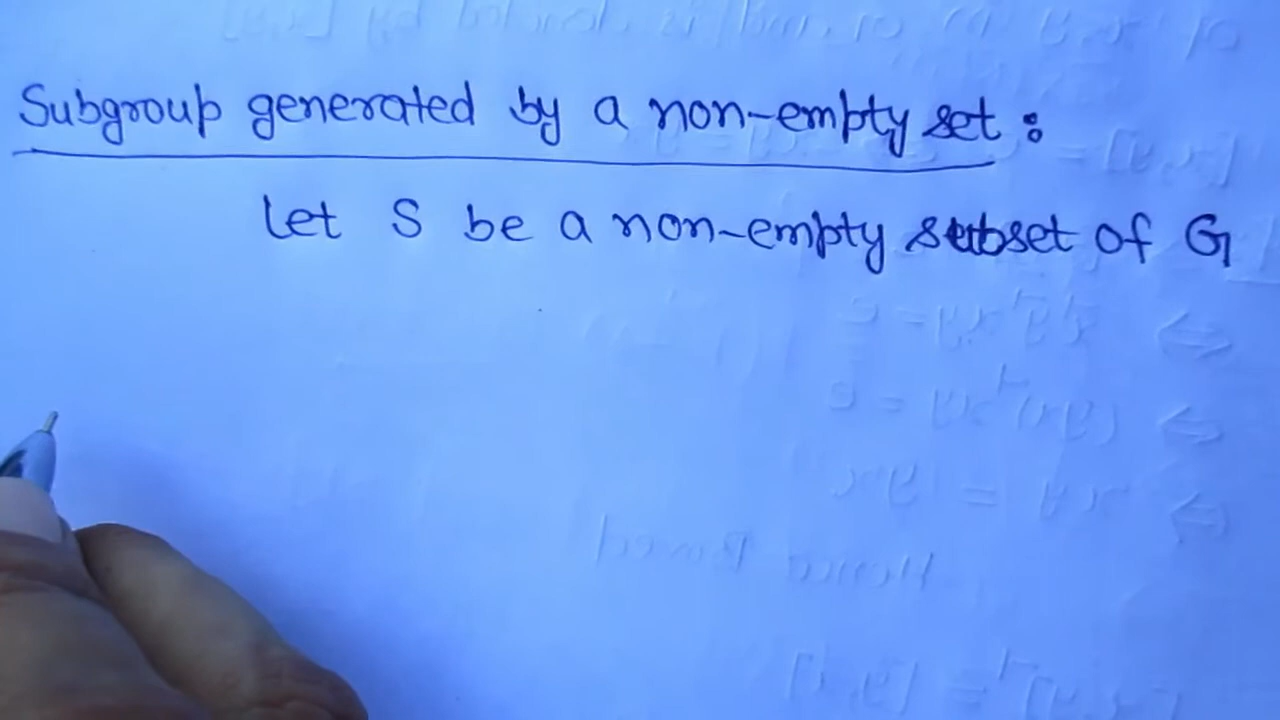 Subgroup generated by a non-empty set :
Let S be a non-empty subset of G